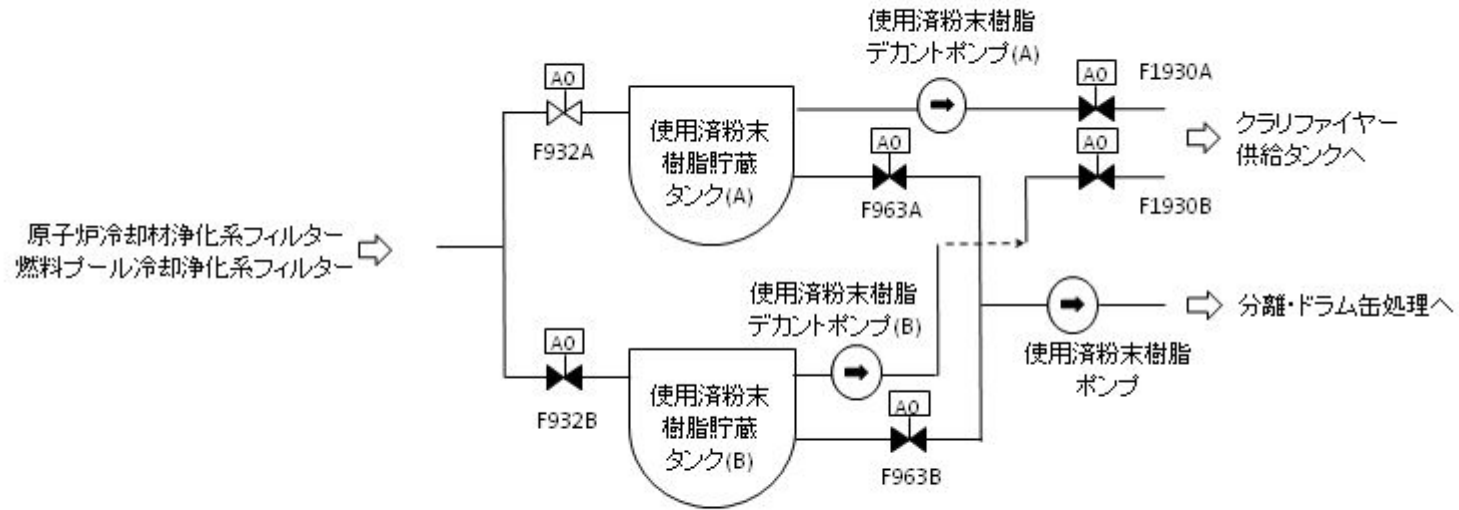 使用済粉末樹脂
デカントポンプ(A)
AO
F1930A
AO
F932A
使用済粉末
樹脂貯蔵
タンク(A)
AO
F963A
AO
F1930B
クラリファイヤー
供給タンクへ
原子炉冷却材浄化系フィルター
燃料プール冷却浄化系フィルター
使用済粉末樹脂
デカントポンプ(B)
分離・ドラム缶処理へ
使用済粉末樹脂
ポンプ
AO
F932B
使用済粉末
樹脂貯蔵
タンク(B)
AO
F963B